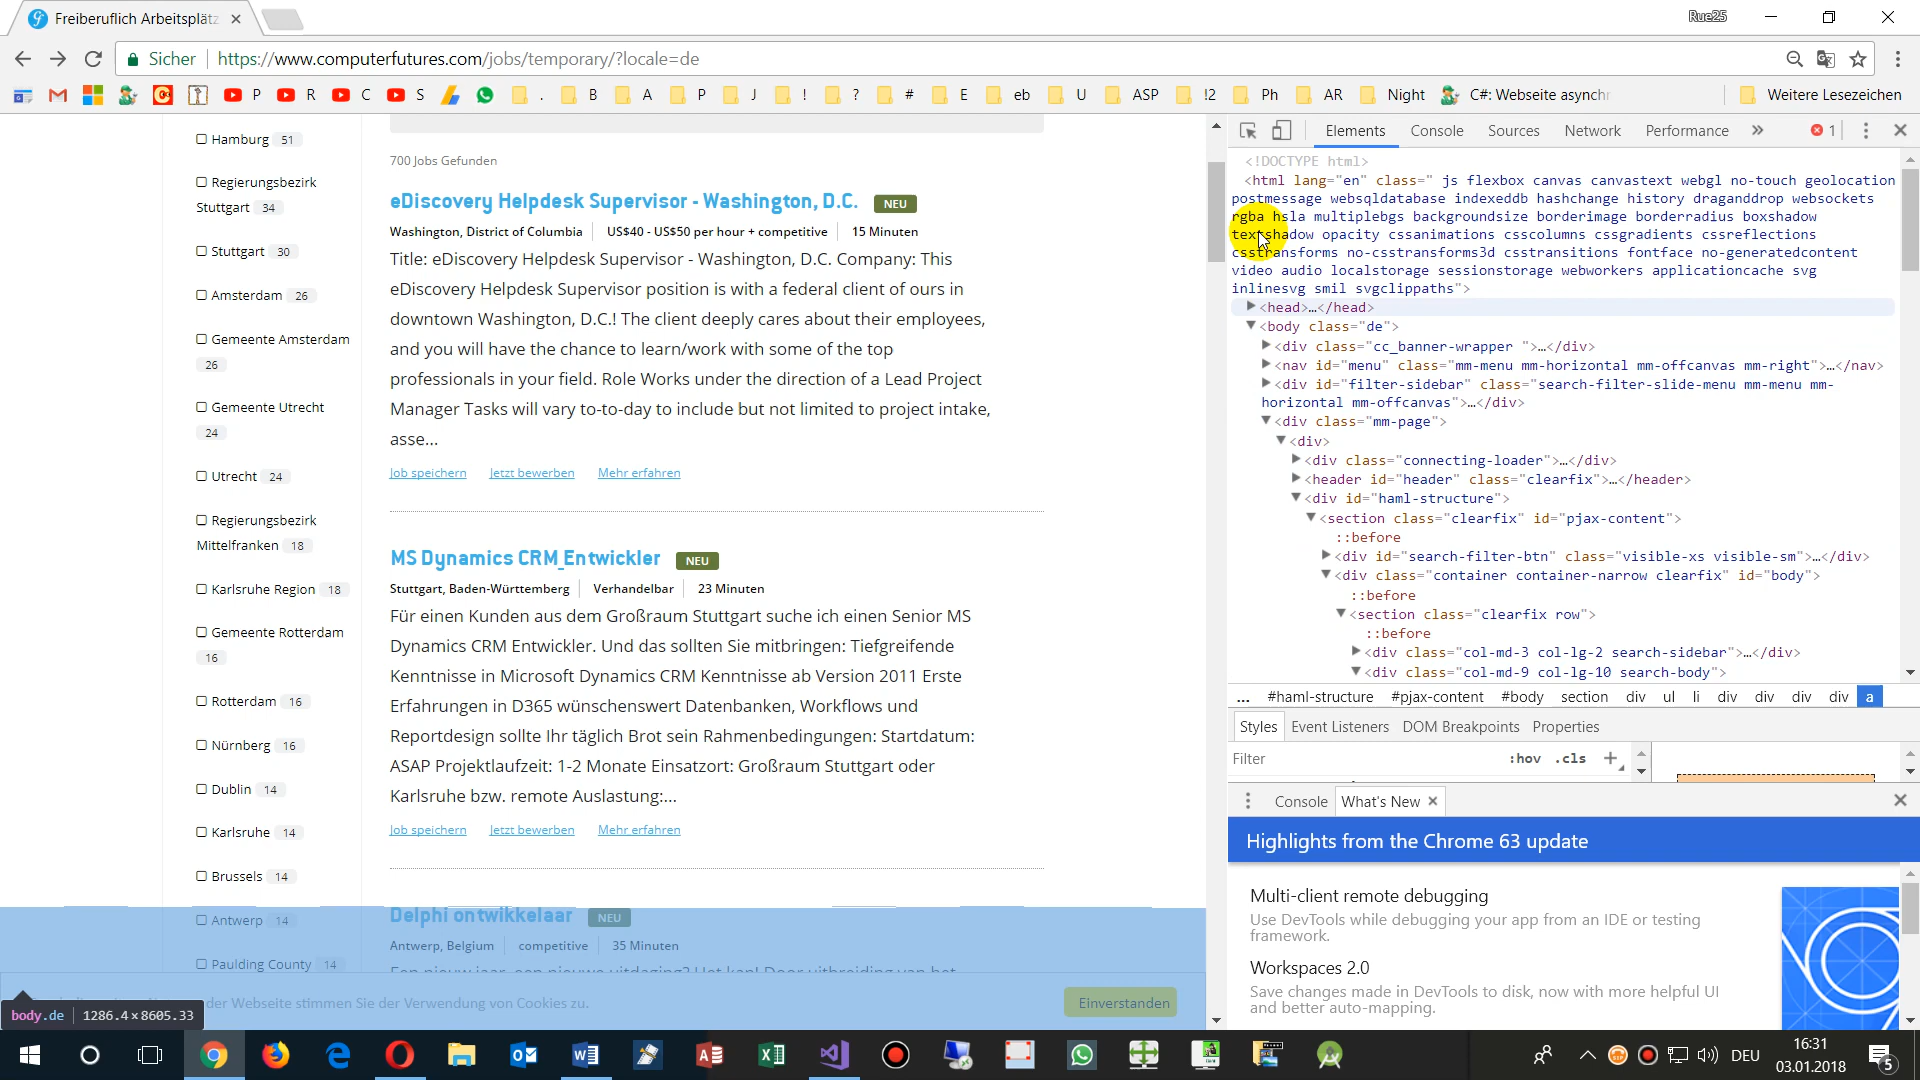 Freiberuflich Arbeitsplätz
Rue25
Sicher
https://www.computerfutures.com/jobs/temporary/?locale=de
P R C S . B A P J ! ? # E eb U ASP !2 Ph AR Night C#: Webseite asynchr Weitere Lesezeichen
Hamburg 51
Regierungsbezirk
Stuttgart 34
Stuttgart 30
Amsterdam 26
Gemeente Amsterdam
26
Gemeente Utrecht
24
Utrecht 24
Regierungsbezirk
Mittelfranken 18
Karlsruhe Region 18
Gemeente Rotterdam
16
Rotterdam 16
Nürnberg 16
Dublin 14
Karlsruhe 14
Brussels 14
Antwerp 14
Paulding County 14
700 Jobs Gefunden
eDiscovery Helpdesk Supervisor - Washington, D.C. NEU
Washington, District of Columbia US$40 - US$50 per hour + competitive 15 Minuten
Title: eDiscovery Helpdesk Supervisor - Washington, D.C. Company: This
eDiscovery Helpdesk Supervisor position is with a federal client of ours in
downtown Washington, D.C.! The client deeply cares about their employees,
and you will have the chance to learn/work with some of the top
professionals in your field. Role Works under the direction of a Lead Project
Manager Tasks will vary to-to-day to include but not limited to project intake,
asse...
Job speichern Jetzt bewerben Mehr erfahren
MS Dynamics CRM_Entwickler NEU
Stuttgart, Baden-Württemberg Verhandelbar 23 Minuten
Für einen Kunden aus dem Großraum Stuttgart suche ich einen Senior MS
Dynamics CRM Entwickler. Und das sollten Sie mitbringen: Tiefgreifende
Kenntnisse in Microsoft Dynamics CRM Kenntnisse ab Version 2011 Erste
Erfahrungen in D365 wünschenswert Datenbanken, Workflows und
Reportdesign sollte Ihr täglich Brot sein Rahmenbedingungen: Startdatum:
ASAP Projektlaufzeit: 1-2 Monate Einsatzort: Großraum Stuttgart oder
Karlsruhe bzw. remote Auslastung:...
Job speichern Jetzt bewerben Mehr erfahren
Delphi ontwikkelaar NEU
Antwerp, Belgium competitive 35 Minuten
Een nieuw jaar, een nieuwe uitdaging? Het kan! Door uitbreiding van het
der Webseite stimmen Sie der Verwendung von Cookies zu.
Einverstanden
body.de 1286.4×8605.33
Elements Console Sources Network Performance » 1
<!DOCTYPE html>
<html lang="en" class=" js flexbox canvas canvastext webgl no-touch geolocation
postmessage websqldatabase indexeddb hashchange history draganddrop websockets
rgba hsla multiplebgs backgroundsize borderimage borderradius boxshadow
textshadow opacity cssanimations csscolumns cssgradients cssreflections
csstransforms no-csstransforms3d csstransitions fontface no-generatedcontent
video audio localstorage sessionstorage webworkers applicationcache svg
inlinesvg smil svgclippaths">
<head>…</head>
<body class="de">
<div class="cc_banner-wrapper ">…</div>
<nav id="menu" class="mm-menu mm-horizontal mm-offcanvas mm-right">…</nav>
<div id="filter-sidebar" class="search-filter-slide-menu mm-menu mm-
horizontal mm-offcanvas">…</div>
<div class="mm-page">
<div>
<div class="connecting-loader">…</div>
<header id="header" class="clearfix">…</header>
<div id="haml-structure">
<section class="clearfix" id="pjax-content">
::before
<div id="search-filter-btn" class="visible-xs visible-sm">…</div>
<div class="container container-narrow clearfix" id="body">
::before
<section class="clearfix row">
::before
<div class="col-md-3 col-lg-2 search-sidebar">…</div>
<div class="col-md-9 col-lg-10 search-body">
... #haml-structure #pjax-content #body section div ul li div div div div a
Styles Event Listeners DOM Breakpoints Properties
Filter :hov .cls +
Console What's New
Highlights from the Chrome 63 update
Multi-client remote debugging
Use DevTools while debugging your app from an IDE or testing
framework.
Workspaces 2.0
Save changes made in DevTools to disk, now with more helpful UI
and better auto-mapping.
DEU
16:31
03.01.2018
5